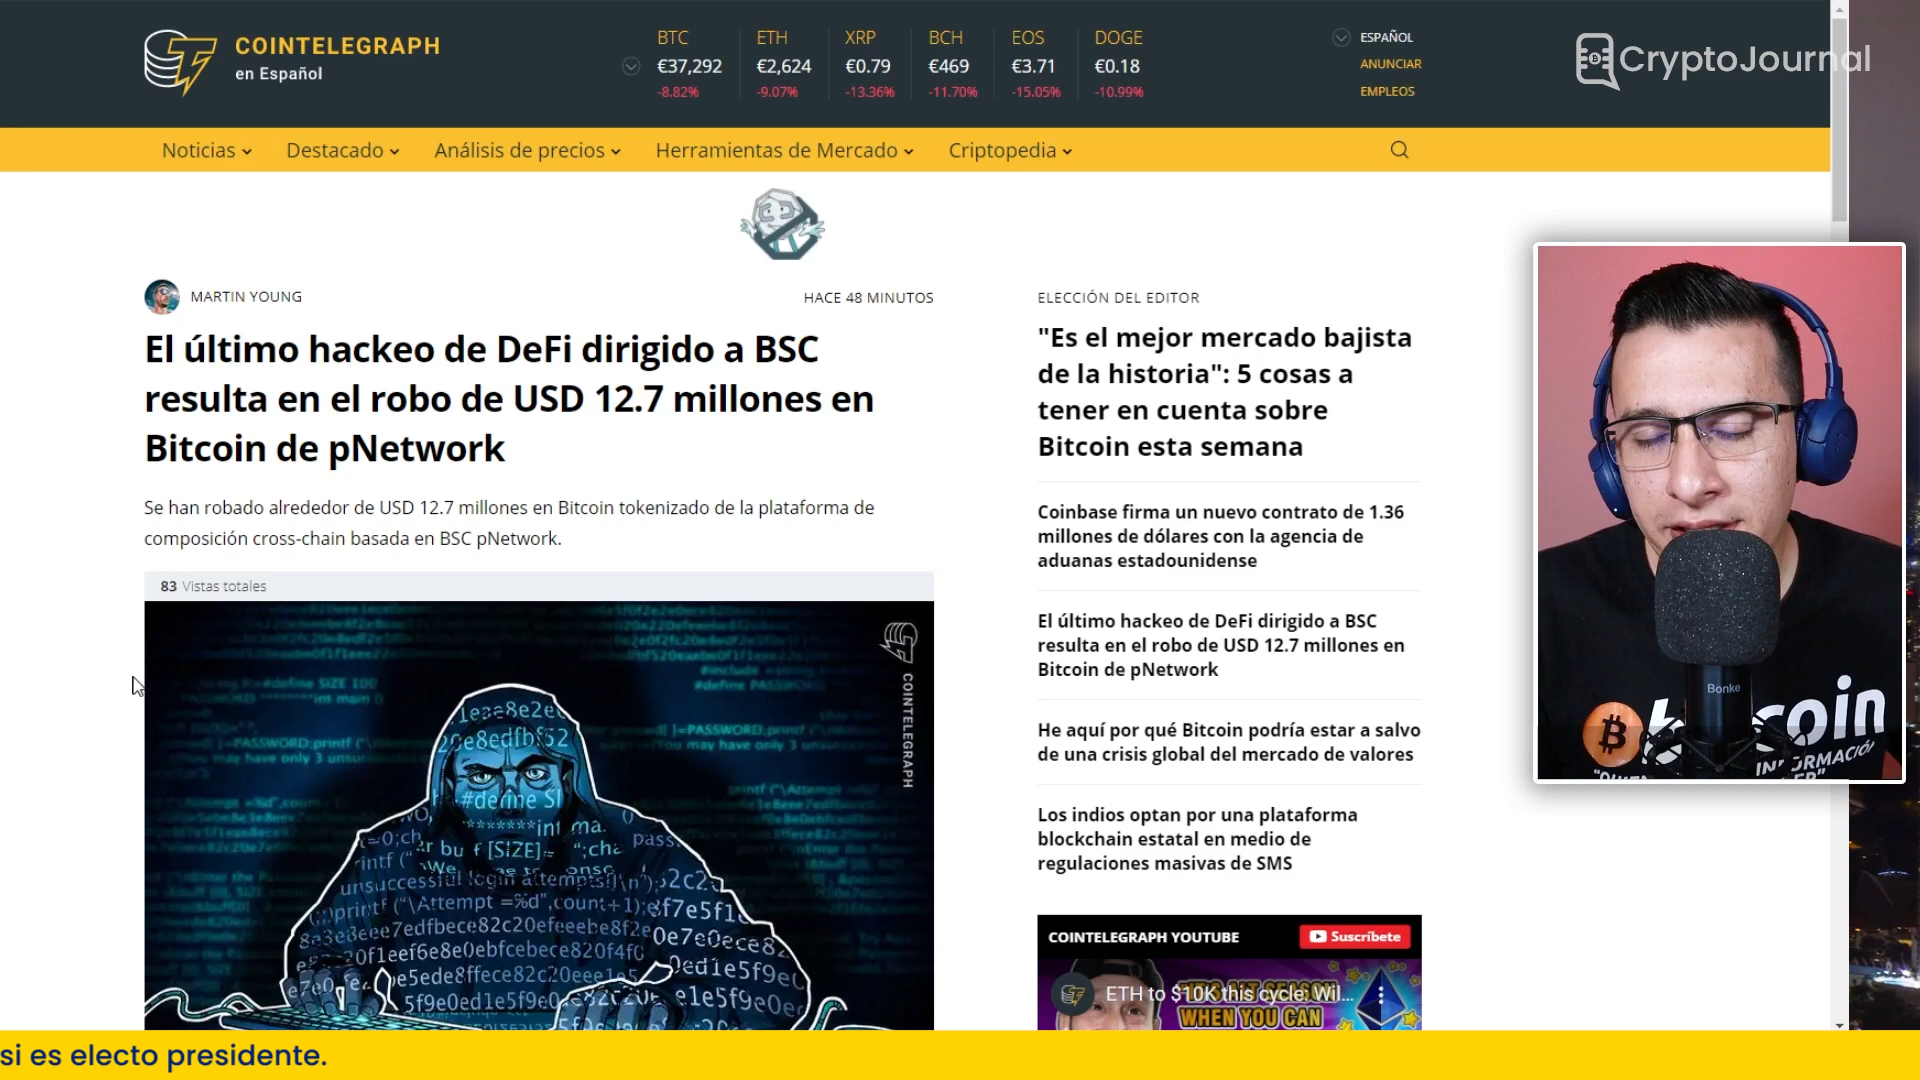 COINTELEGRAPH
en Español
BTC
€37,292
-8.82%
ETH
€2,624
-9.07%
XRP
€0.79
-13.36%
BCH
€469
-11.70%
EOS
€3.71
-15.05%
DOGE
€0.18
-10.99%
ESPAÑOL
ANUNCIAR
EMPLEOS
CryptoJournal
Noticias
Destacado
Análisis de precios
Herramientas de Mercado
Criptopedia
MARTIN YOUNG
HACE 48 MINUTOS
El último hackeo de DeFi dirigido a BSC
resulta en el robo de USD 12.7 millones en
Bitcoin de pNetwork
Se han robado alrededor de USD 12.7 millones en Bitcoin tokenizado de la plataforma de
composición cross-chain basada en BSC pNetwork.
83 Vistas totales
COINTELEGRAPH
ELECCIÓN DEL EDITOR
"Es el mejor mercado bajista
de la historia": 5 cosas a
tener en cuenta sobre
Bitcoin esta semana
Coinbase firma un nuevo contrato de 1.36
millones de dólares con la agencia de
aduanas estadounidense
El último hackeo de DeFi dirigido a BSC
resulta en el robo de USD 12.7 millones en
Bitcoin de pNetwork
He aquí por qué Bitcoin podría estar a salvo
de una crisis global del mercado de valores
Los indios optan por una plataforma
blockchain estatal en medio de
regulaciones masivas de SMS
COINTELEGRAPH YOUTUBE
Suscríbete
ETH to $10K this cycle: Wil...
WHEN YOU CAN
Bonke
si es electo presidente.